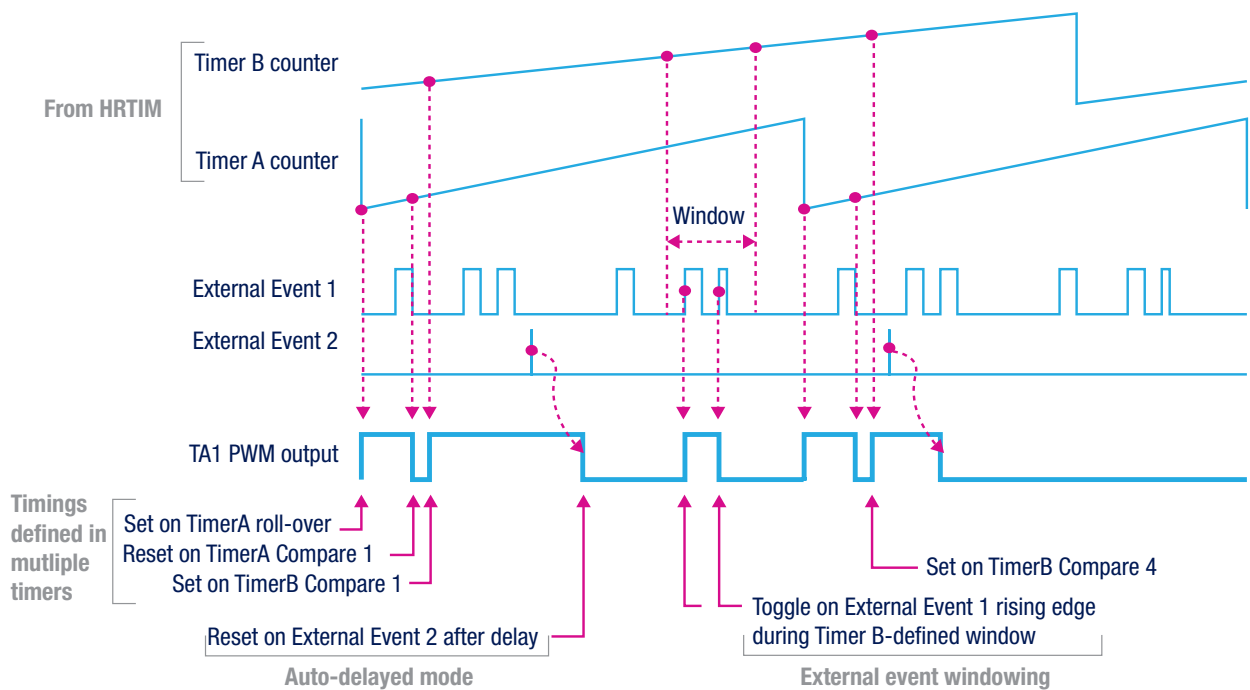 Timer B counter
From HRTIM
Timer A counter
Window
External Event 1
External Event 2
TA1 PWM output
Timings
defined in
mutliple
timers
Set on TimerA roll-over
Reset on TimerA Compare 1
Set on TimerB Compare 1
Set on TimerB Compare 4
Reset on External Event 2 after delay
Toggle on External Event 1 rising edge
during Timer B-defined window
Auto-delayed mode
External event windowing